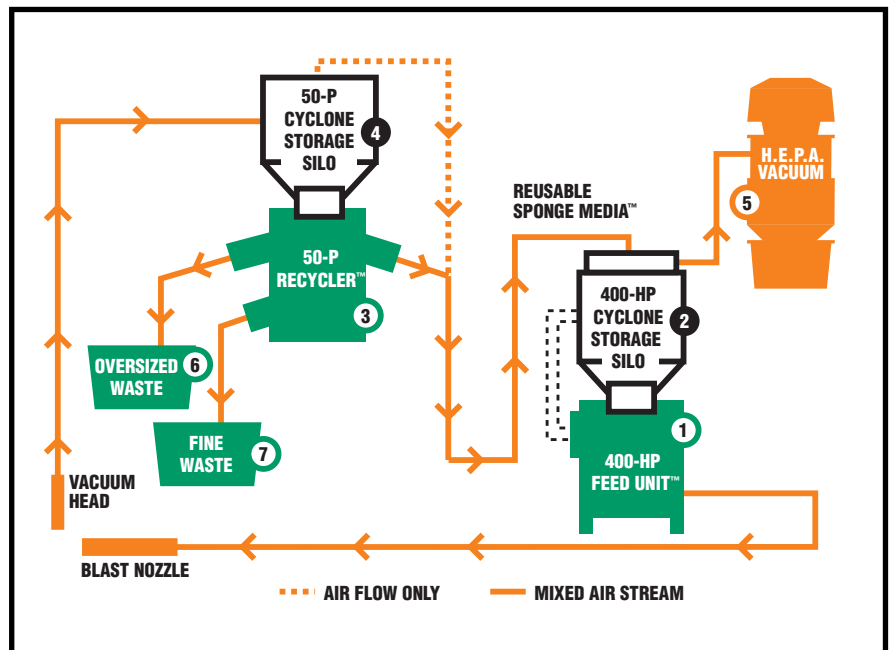 50-P
CYCLONE
STORAGE
SILO
4
H.E.P.A.
VACUUM
5
REUSABLE
SPONGE MEDIA™
50-P
RECYCLER™
3
400-HP
CYCLONE
STORAGE
SILO
2
OVERSIZED
WASTE
6
FINE
WASTE
7
1
400-HP
FEED UNIT™
VACUUM
HEAD
BLAST NOZZLE
AIR FLOW ONLY
MIXED AIR STREAM